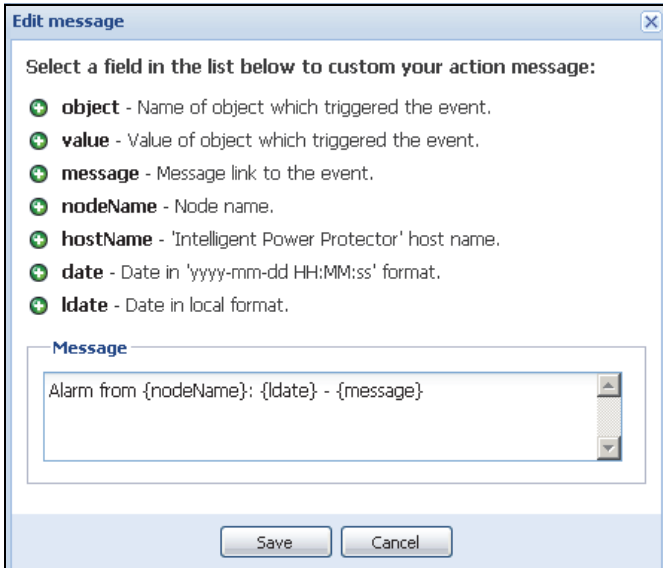 Edit message
Select a field in the list below to custom your action message:
object - Name of object which triggered the event.
value - Value of object which triggered the event.
message - Message link to the event.
nodeName - Node name.
hostName - 'Intelligent Power Protector' host name.
date - Date in 'yyyy-mm-dd HH:MM:ss' format.
ldate - Date in local format.
Message
Alarm from {nodeName}: {ldate} - {message}
Save Cancel